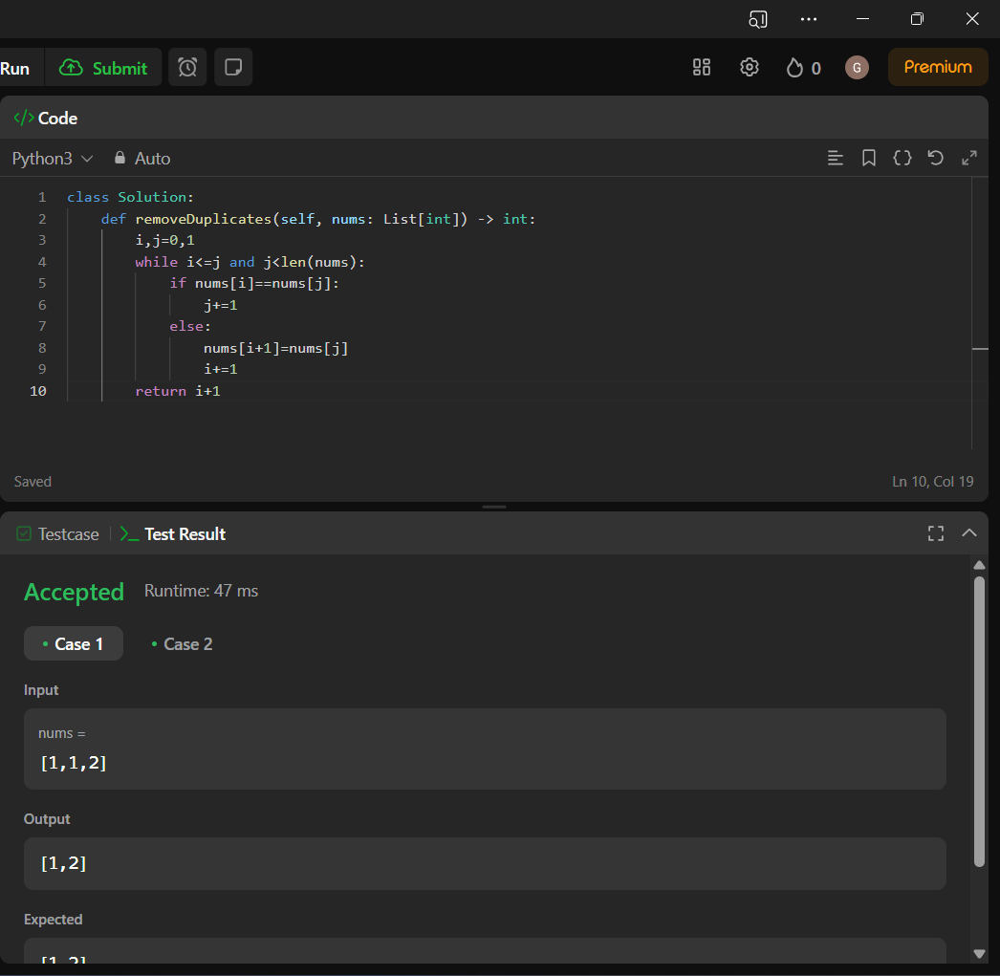 Run Submit 0 G Premium
</> Code
Python3 Auto
1 class Solution:
2 def removeDuplicates(self, nums: List[int]) -> int:
3 i,j=0,1
4 while i<=j and j<len(nums):
5 if nums[i]==nums[j]:
6 j+=1
7 else:
8 nums[i+1]=nums[j]
9 i+=1
10 return i+1
Saved Ln 10, Col 19
Testcase Test Result
Accepted Runtime: 47 ms
Case 1 Case 2
Input
nums =
[1,1,2]
Output
[1,2]
Expected
[1,2]